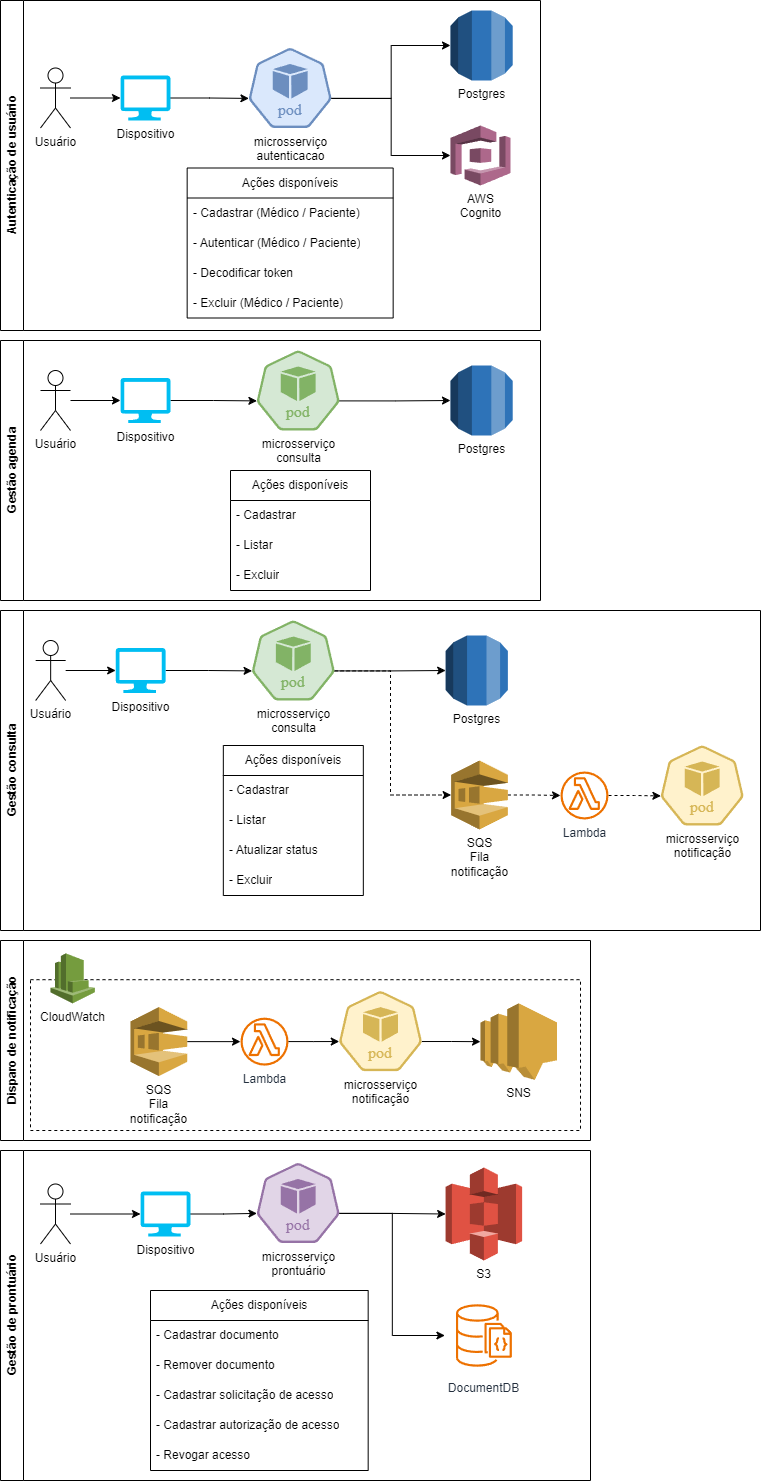 Autenticação de usuário
Usuário
Dispositivo
pod
microsserviço
autenticacao
Postgres
AWS
Cognito
Ações disponíveis
- Cadastrar (Médico / Paciente)
- Autenticar (Médico / Paciente)
- Decodificar token
- Excluir (Médico / Paciente)
Gestão agenda
Usuário
Dispositivo
pod
microsserviço
consulta
Postgres
Ações disponíveis
- Cadastrar
- Listar
- Excluir
Gestão consulta
Usuário
Dispositivo
pod
microsserviço
consulta
Postgres
Ações disponíveis
- Cadastrar
- Listar
- Atualizar status
- Excluir
SQS
Fila
notificação
Lambda
pod
microsserviço
notificação
Disparo de notificação
CloudWatch
SQS
Fila
notificação
Lambda
pod
microsserviço
notificação
SNS
Gestão de prontuário
Usuário
Dispositivo
pod
microsserviço
prontuário
S3
DocumentDB
Ações disponíveis
- Cadastrar documento
- Remover documento
- Cadastrar solicitação de acesso
- Cadastrar autorização de acesso
- Revogar acesso